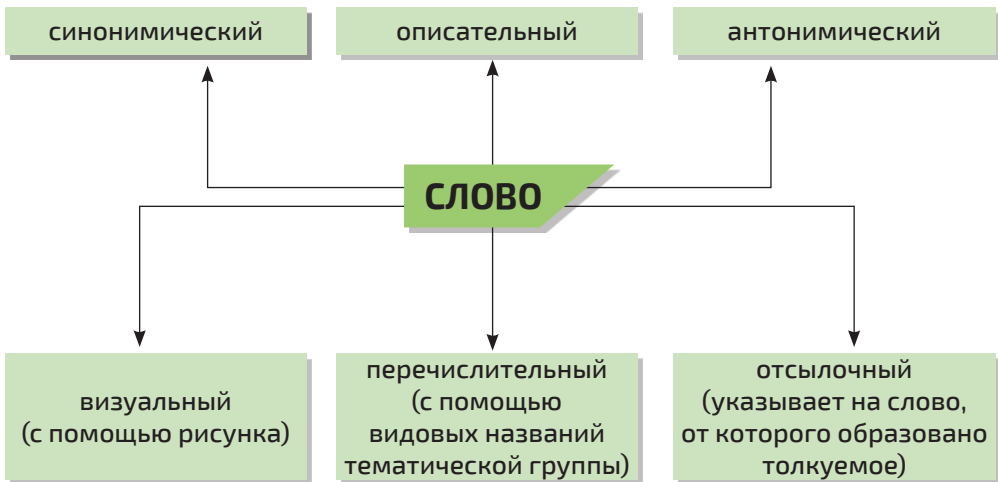 синонимический
описательный
антонимический
СЛОВО
визуальный
(с помощью рисунка)
перечислительный
(с помощью
видовых названий
тематической группы)
отсылочный
(указывает на слово,
от которого образовано
толкуемое)